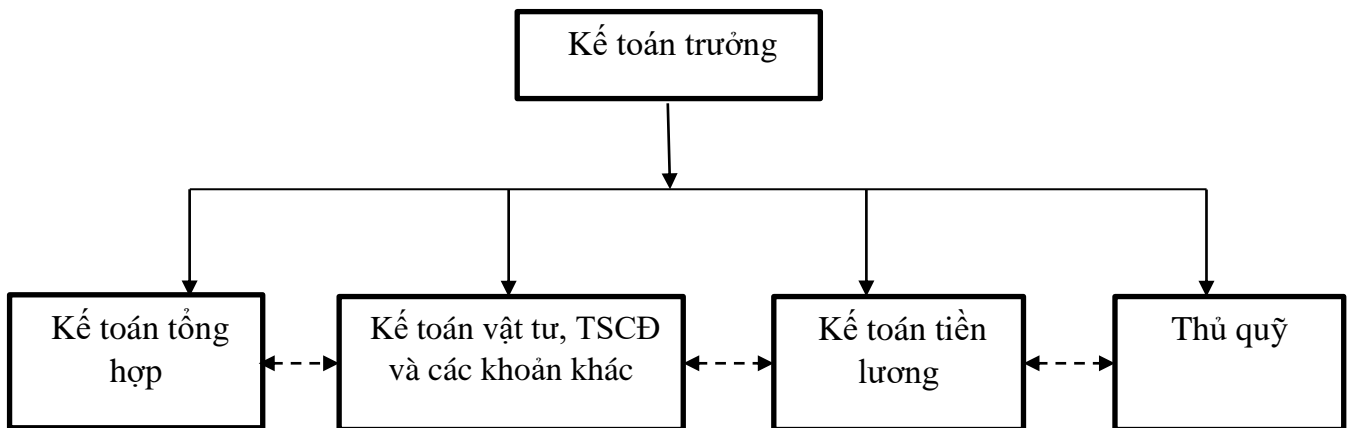 Kế toán trưởng
Kế toán tổng
hợp
Kế toán vật tư, TSCĐ
và các khoản khác
Kế toán tiền
lương
Thủ quỹ